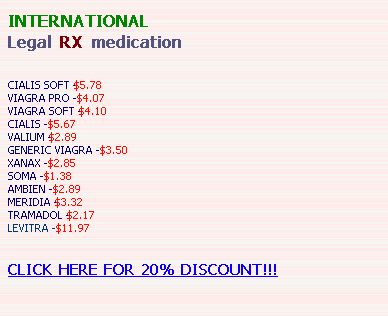 INTERNATIONAL
Legal RX medication
CIALIS SOFT $5.78
VIAGRA PRO -$4.07
VIAGRA SOFT $4.10
CIALIS -$5.67
VALIUM $2.89
GENERIC VIAGRA -$3.50
XANAX -$2.85
SOMA -$1.38
AMBIEN -$2.89
MERIDIA $3.32
TRAMADOL $2.17
LEVITRA -$11.97
CLICK HERE FOR 20% DISCOUNT!!!